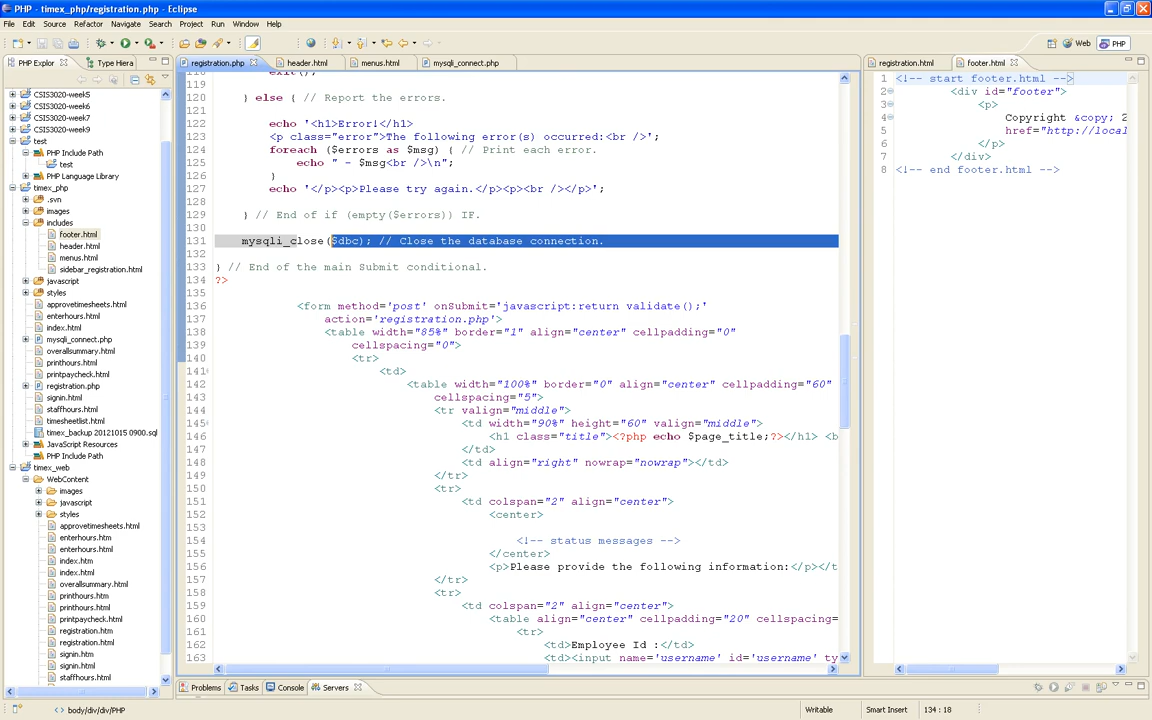 PHP - timex_php/registration.php - Eclipse
File Edit Source Refactor Navigate Search Project Run Window Help
Web PHP
PHP Explor Type Hiera
CSIS3020-week5
CSIS3020-week6
CSIS3020-week7
CSIS3020-week9
test
PHP Include Path
test
PHP Language Library
timex_php
.svn
images
includes
footer.html
header.html
menus.html
sidebar_registration.html
javascript
styles
approvetimesheets.html
enterhours.html
index.html
mysqli_connect.php
overallsummary.html
printhours.html
printpaycheck.html
registration.php
signin.html
staffhours.html
timesheetlist.html
timex_backup 20121015 0900.sql
JavaScript Resources
PHP Include Path
timex_web
WebContent
images
javascript
styles
approvetimesheets.html
enterhours.htm
enterhours.html
index.htm
index.html
overallsummary.html
printhours.htm
printhours.html
printpaycheck.html
registration.htm
registration.html
signin.htm
signin.html
staffhours.html
registration.php header.html menus.html mysqli_connect.php
118 exit();
119
120 } else { // Report the errors.
121
122 echo '<h1>Error!</h1>
123 <p class="error">The following error(s) occurred:<br />';
124 foreach ($errors as $msg) { // Print each error.
125 echo " - $msg<br />\n";
126 }
127 echo '</p><p>Please try again.</p><p><br /></p>';
128
129 } // End of if (empty($errors)) IF.
130
131 mysqli_close($dbc); // Close the database connection.
132
133 } // End of the main Submit conditional.
134 ?>
135
136 <form method='post' onSubmit='javascript:return validate();'
137 action='registration.php'>
138 <table width="85%" border="1" align="center" cellpadding="0"
139 cellspacing="0">
140 <tr>
141 <td>
142 <table width="100%" border="0" align="center" cellpadding="60"
143 cellspacing="5">
144 <tr valign="middle">
145 <td width="90%" height="60" valign="middle">
146 <h1 class="title"><?php echo $page_title;?></h1> <b
147 </td>
148 <td align="right" nowrap="nowrap"></td>
149 </tr>
150 <tr>
151 <td colspan="2" align="center">
152 <center>
153
154 <!-- status messages -->
155 </center>
156 <p>Please provide the following information:</p></t
157 </tr>
158 <tr>
159 <td colspan="2" align="center">
160 <table width="80%" align="center" cellpadding="20" cellspacing=
161 <tr>
162 <td>Employee Id :</td>
163 <td><input name='username' id='username' ty
registration.html footer.html
1 <!-- start footer.html -->
2 <div id="footer">
3 <p>
4 Copyright &copy; 2
5 href="http://local
6 </p>
7 </div>
8 <!-- end footer.html -->
Problems Tasks Console Servers
body/div/div/PHP Writable Smart Insert 134 : 18